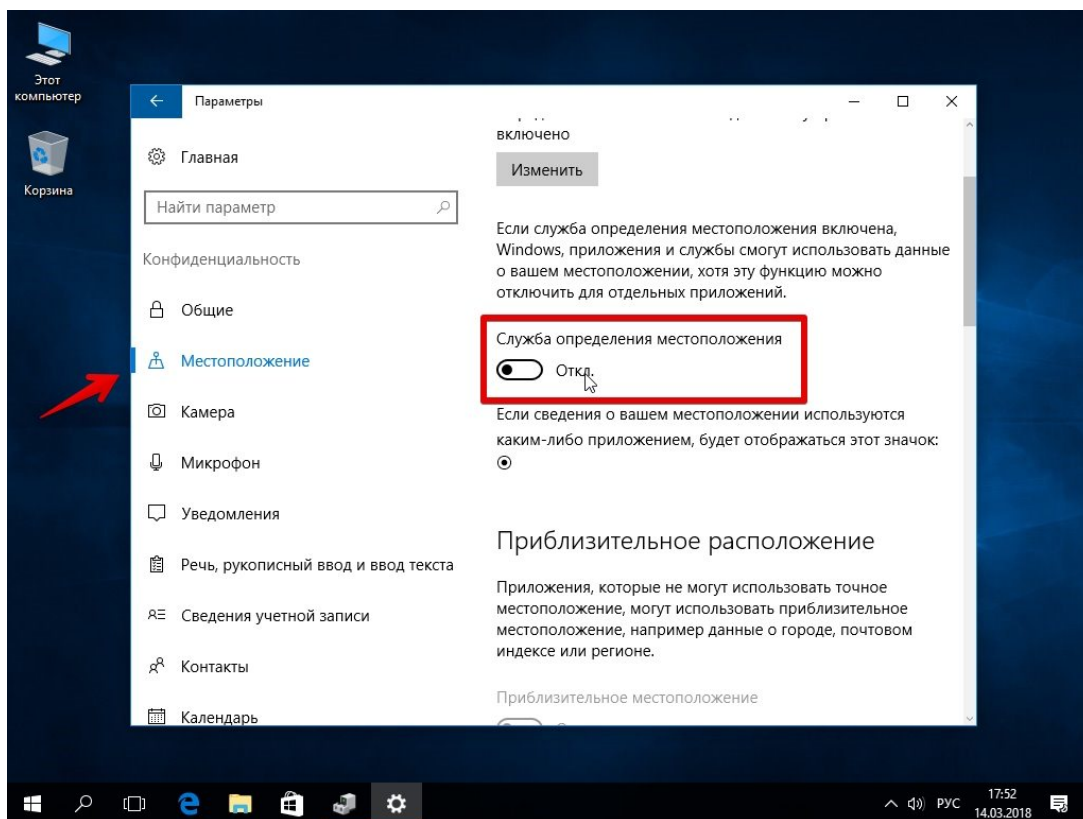 Этот
компьютер
Корзина
Параметры
Главная
Найти параметр
Конфиденциальность
Общие
Местоположение
Камера
Микрофон
Уведомления
Речь, рукописный ввод и ввод текста
Сведения учетной записи
Контакты
Календарь
включено
Изменить
Если служба определения местоположения включена,
Windows, приложения и службы смогут использовать данные
о вашем местоположении, хотя эту функцию можно
отключить для отдельных приложений.
Служба определения местоположения
Откл.
Если сведения о вашем местоположении используются
каким-либо приложением, будет отображаться этот значок:
Приблизительное расположение
Приложения, которые не могут использовать точное
местоположение, могут использовать приблизительное
местоположение, например данные о городе, почтовом
индексе или регионе.
Приблизительное местоположение
РУС
17:52
14.03.2018